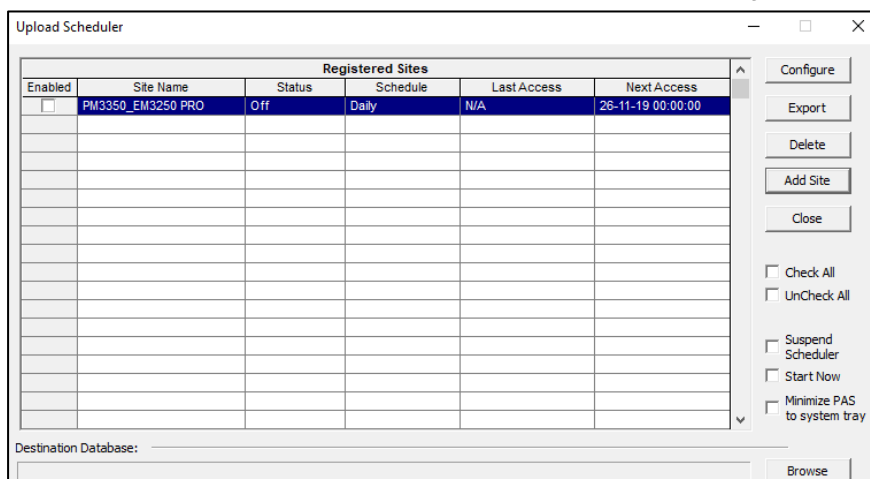 Upload Scheduler
Registered Sites
Enabled Site Name Status Schedule Last Access Next Access
PM3350_EM3250 PRO Off Daily N/A 26-11-19 00:00:00
Configure
Export
Delete
Add Site
Close
Check All
UnCheck All
Suspend
Scheduler
Start Now
Minimize PAS
to system tray
Destination Database:
Browse